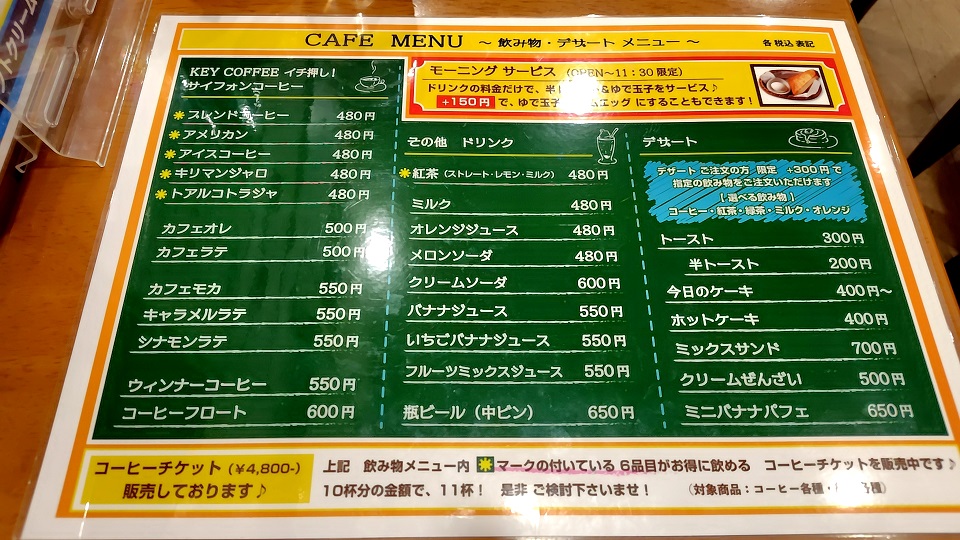 CAFE MENU ～ 飲み物・デザート メニュー ～
各 税込 表記
KEY COFFEE イチ押し!
サイフォンコーヒー
ブレンドコーヒー 480円
アメリカン 480円
アイスコーヒー 480円
キリマンジャロ 480円
トアルコトラジャ 480円
カフェオレ 500円
カフェラテ 500円
カフェモカ 550円
キャラメルラテ 550円
シナモンラテ 550円
ウィンナーコーヒー 550円
コーヒーフロート 600円
モーニング サービス (OPEN～11:30 限定)
ドリンクの料金だけで、半 &ゆで玉子をサービス♪
+150円 で、ゆで玉子 ムエッグ にすることもできます!
その他 ドリンク
紅茶 (ストレート・レモン・ミルク) 480円
ミルク 480円
オレンジジュース 480円
メロンソーダ 480円
クリームソーダ 600円
バナナジュース 550円
いちごバナナジュース 550円
フルーツミックスジュース 550円
瓶ビール (中ビン) 650円
デザート
デザート ご注文の方 限定 +300円で
指定の飲み物をご注文いただけます
[ 選べる飲み物 ]
コーヒー・紅茶・緑茶・ミルク・オレンジ
トースト 300円
半トースト 200円
今日のケーキ 400円～
ホットケーキ 400円
ミックスサンド 700円
クリームぜんざい 500円
ミニバナナパフェ 650円
コーヒーチケット (¥4,800-)
販売しております♪
上記 飲み物メニュー内 マークの付いている 6品目がお得に飲める コーヒーチケットを販売中です♪
10杯分の金額で、11杯! 是非 ご検討下さいませ!
(対象商品:コーヒー各種・ 各種)